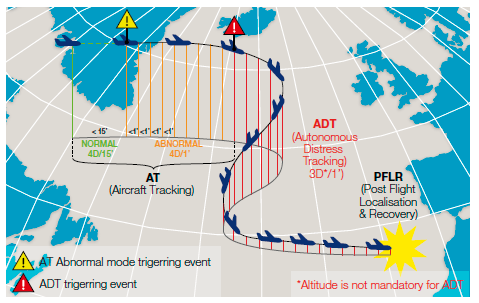 < 15'
<1' <1' <1' <1'
NORMAL
4D/15'
ABNORMAL
4D/1'
AT
(Aircraft Tracking)
ADT
(Autonomous
Distress
Tracking)
3D*/1')
PFLR
(Post Flight
Localisation
& Recovery)
AT Abnormal mode trigerring event
ADT trigerring event
*Altitude is not mandatory for ADT